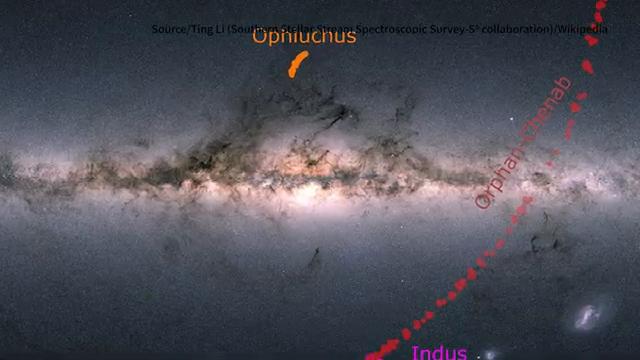 Source/Ting Li (Southern Stellar Stream Spectroscopic Survey-S⁵ collaboration)/Wikipedia
Ophiuchus
Orphan-Chenab
Indus